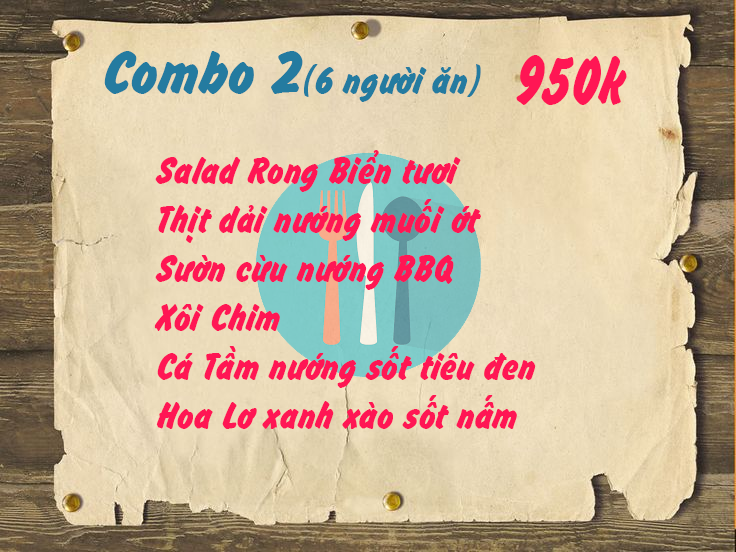 Combo 2(6 người ăn) 950k
Salad Rong Biển tươi
Thịt dải nướng muối ớt
Sườn cừu nướng BBQ
Xôi Chim
Cá Tầm nướng sốt tiêu đen
Hoa Lơ xanh xào sốt nấm